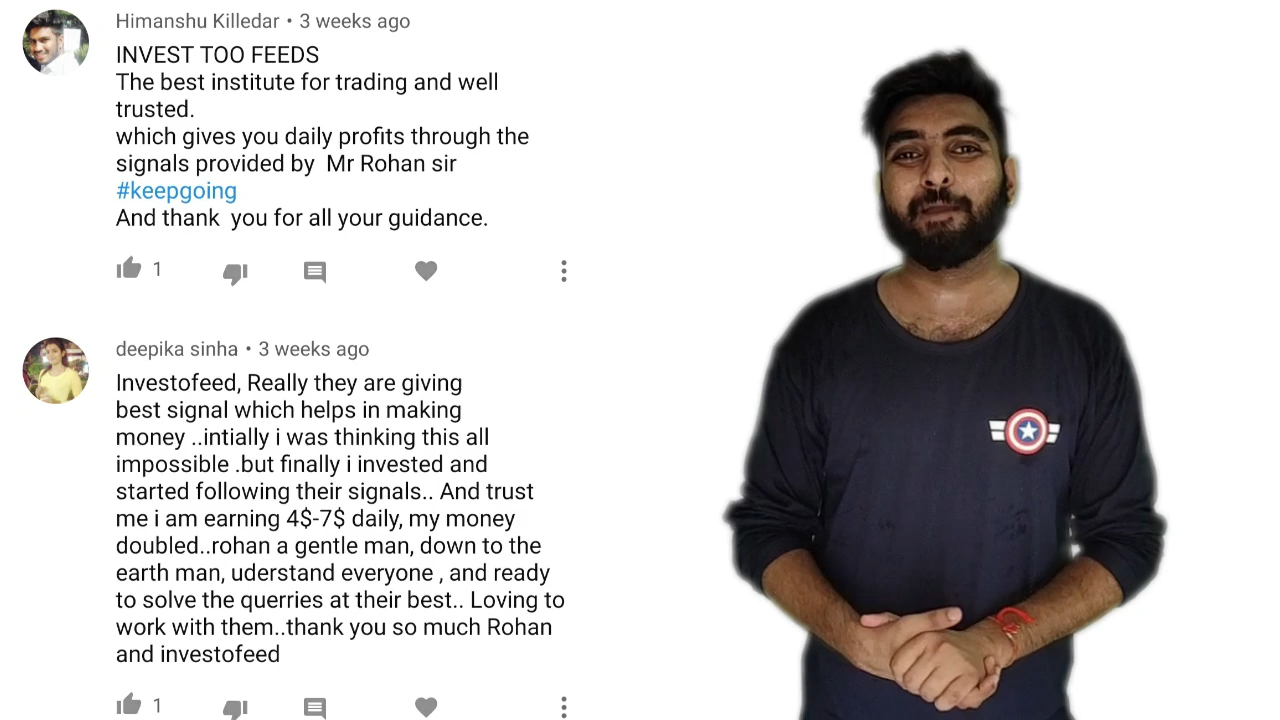 Himanshu Killedar • 3 weeks ago
INVEST TOO FEEDS
The best institute for trading and well
trusted.
which gives you daily profits through the
signals provided by  Mr Rohan sir
#keepgoing
And thank  you for all your guidance.
1
deepika sinha • 3 weeks ago
Investofeed, Really they are giving
best signal which helps in making
money ..intially i was thinking this all
impossible .but finally i invested and
started following their signals.. And trust
me i am earning 4$-7$ daily, my money
doubled..rohan a gentle man, down to the
earth man, uderstand everyone , and ready
to solve the querries at their best.. Loving to
work with them..thank you so much Rohan
and investofeed
1